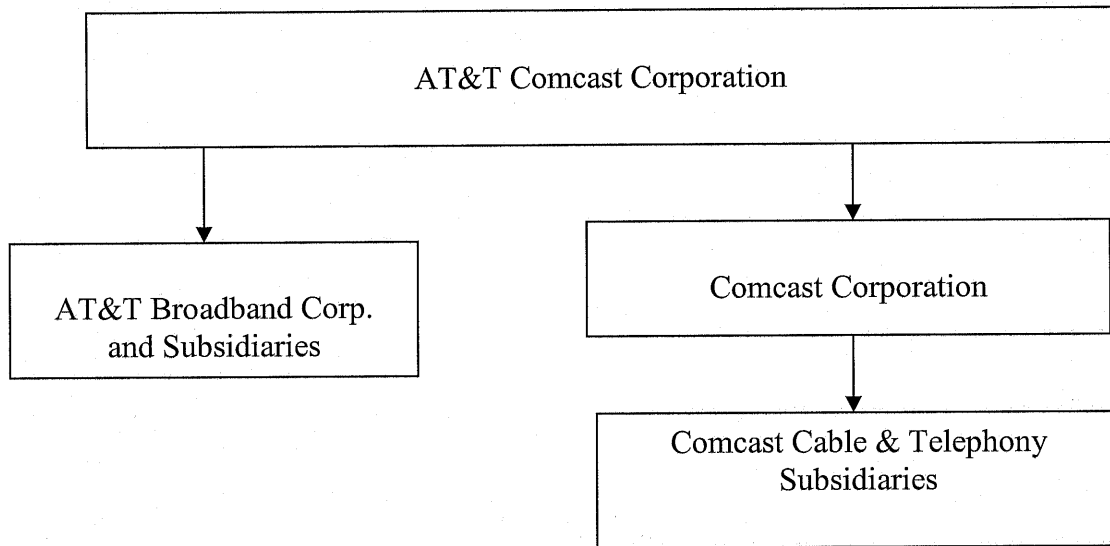 AT&T Comcast Corporation
AT&T Broadband Corp.
and Subsidiaries
Comcast Corporation
Comcast Cable & Telephony
Subsidiaries